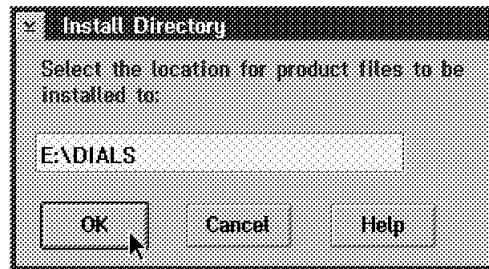 Install Directory
Select the location for product files to be
installed to:
E:\DIALS
OK
Cancel
Help